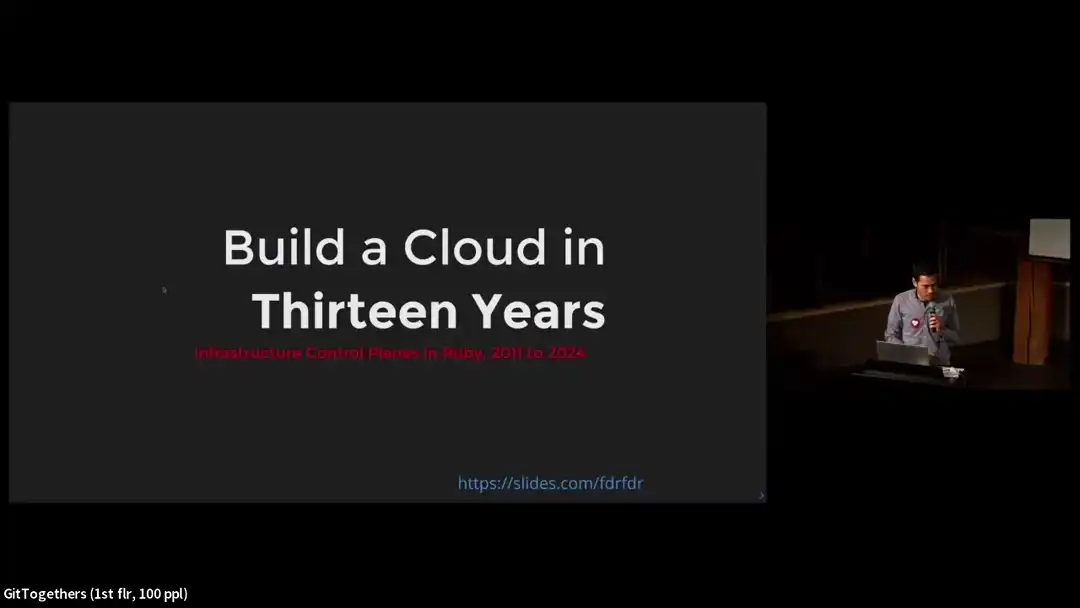 Build a Cloud in
Thirteen Years
Infrastructure Control Planes in Ruby, 2011 to 2024
https://slides.com/fdrfdr
GitTogethers (1st flr, 100 ppl)